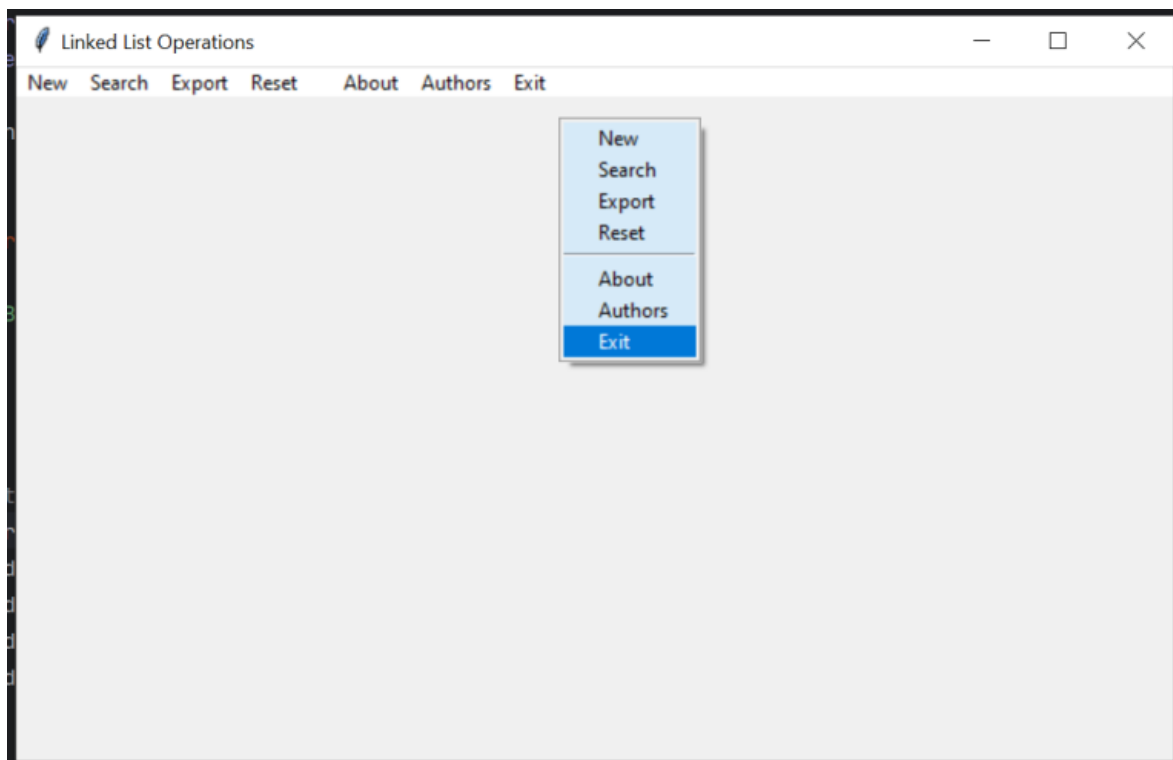 Linked List Operations
New Search Export Reset About Authors Exit
New
Search
Export
Reset
About
Authors
Exit